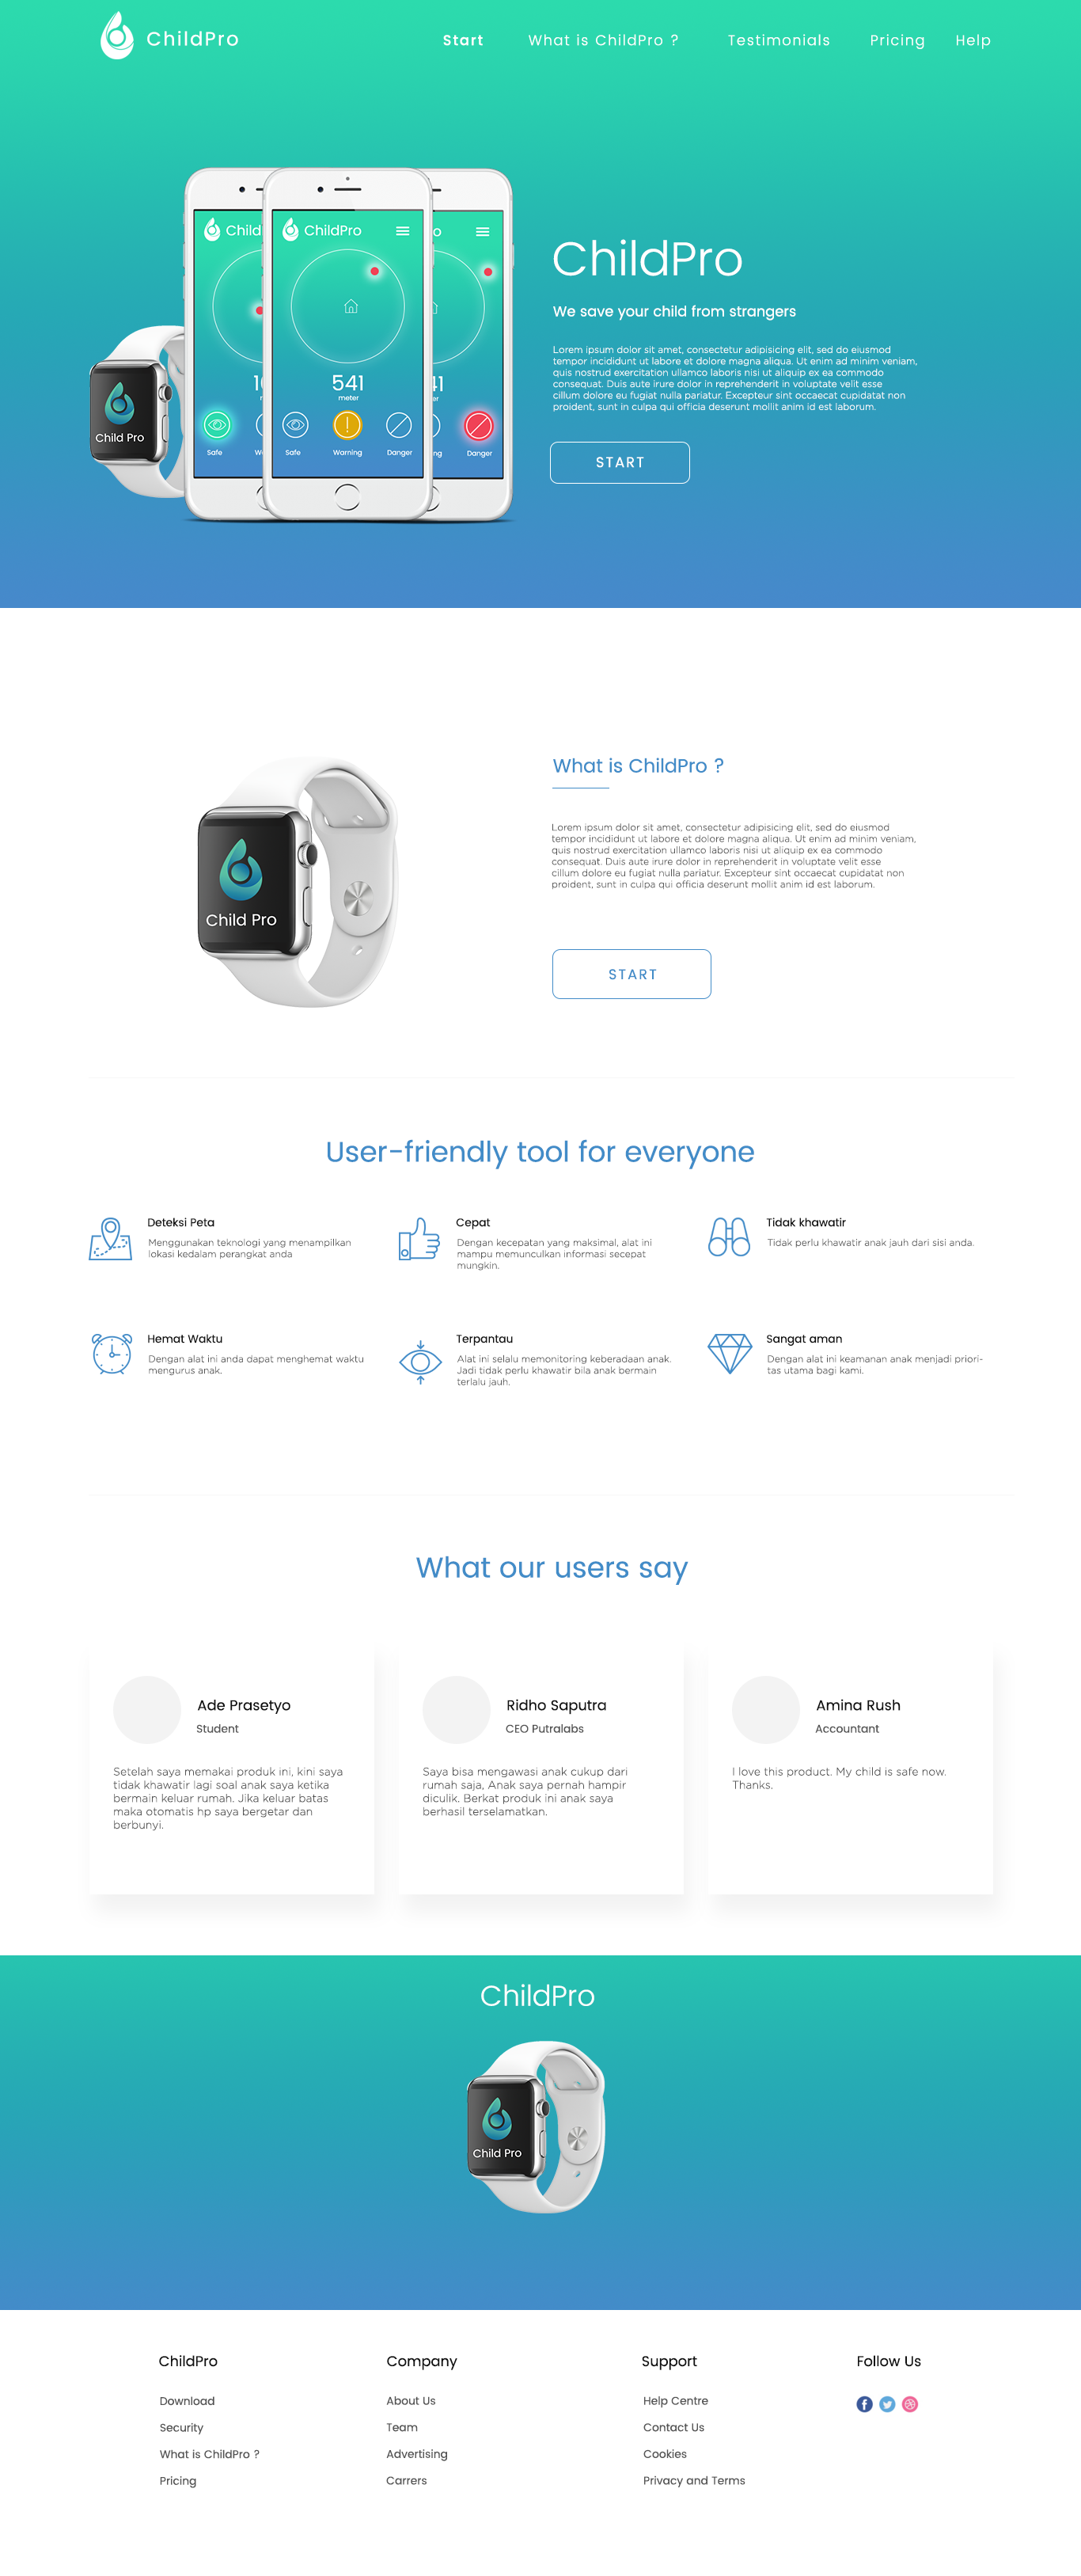 ChildPro
Start
What is ChildPro ?
Testimonials
Pricing
Help
ChildPro
ChildPro
541
meter
Safe
Safe
Warning
Danger
Danger
Child Pro
ChildPro
We save your child from strangers
Lorem ipsum dolor sit amet, consectetur adipisicing elit, sed do eiusmod
tempor incididunt ut labore et dolore magna aliqua. Ut enim ad minim veniam,
quis nostrud exercitation ullamco laboris nisi ut aliquip ex ea commodo
consequat. Duis aute irure dolor in reprehenderit in voluptate velit esse
cillum dolore eu fugiat nulla pariatur. Excepteur sint occaecat cupidatat non
proident, sunt in culpa qui officia deserunt mollit anim id est laborum.
START
Child Pro
What is ChildPro ?
Lorem ipsum dolor sit amet, consectetur adipisicing elit, sed do eiusmod
tempor incididunt ut labore et dolore magna aliqua. Ut enim ad minim veniam,
quis nostrud exercitation ullamco laboris nisi ut aliquip ex ea commodo
consequat. Duis aute irure dolor in reprehenderit in voluptate velit esse
cillum dolore eu fugiat nulla pariatur. Excepteur sint occaecat cupidatat non
proident, sunt in culpa qui officia deserunt mollit anim id est laborum.
START
User-friendly tool for everyone
Deteksi Peta
Menggunakan teknologi yang menampilkan
lokasi kedalam perangkat anda
Cepat
Dengan kecepatan yang maksimal, alat ini
mampu memunculkan informasi secepat
mungkin.
Tidak khawatir
Tidak perlu khawatir anak jauh dari sisi anda.
Hemat Waktu
Dengan alat ini anda dapat menghemat waktu
mengurus anak.
Terpantau
Alat ini selalu memonitoring keberadaan anak.
Jadi tidak perlu khawatir bila anak bermain
terlalu jauh.
Sangat aman
Dengan alat ini keamanan anak menjadi priori-
tas utama bagi kami.
What our users say
Ade Prasetyo
Student
Setelah saya memakai produk ini, kini saya
tidak khawatir lagi soal anak saya ketika
bermain keluar rumah. Jika keluar batas
maka otomatis hp saya bergetar dan
berbunyi.
Ridho Saputra
CEO Putralabs
Saya bisa mengawasi anak cukup dari
rumah saja, Anak saya pernah hampir
diculik. Berkat produk ini anak saya
berhasil terselamatkan.
Amina Rush
Accountant
I love this product. My child is safe now.
Thanks.
ChildPro
Child Pro
ChildPro
Download
Security
What is ChildPro ?
Pricing
Company
About Us
Team
Advertising
Carrers
Support
Help Centre
Contact Us
Cookies
Privacy and Terms
Follow Us